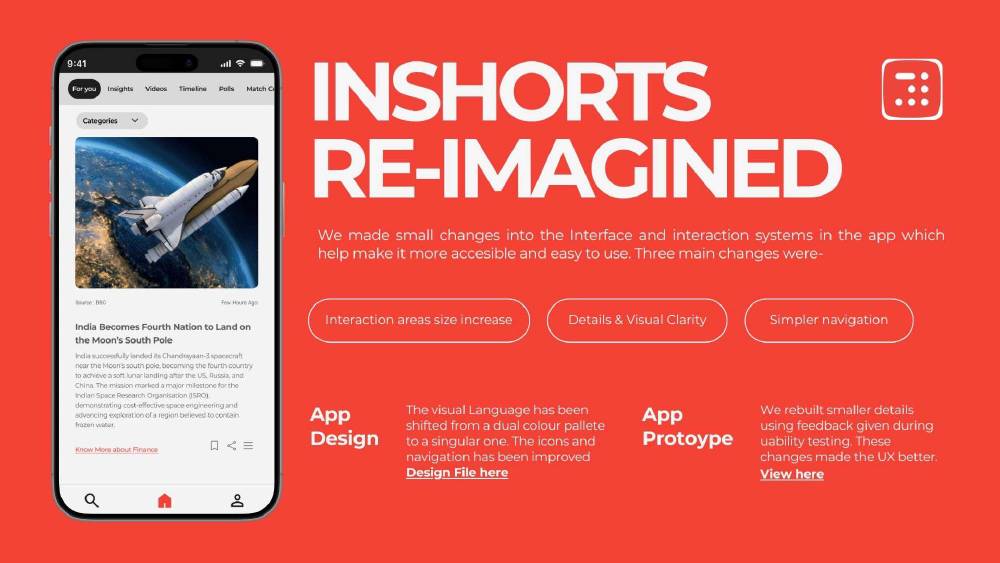 9:41
For you Insights Videos Timeline Polls Match
Categories
Source : BBC
Few Hours Ago
India Becomes Fourth Nation to Land on
the Moon's South Pole
India successfully landed its Chandrayaan-3 spacecraft
near the Moon's south pole, becoming the fourth country
to achieve a soft lunar landing after the US, Russia, and
China. The mission marked a major milestone for the
Indian Space Research Organisation (ISRO),
demonstrating cost-effective space engineering and
advancing exploration of a region believed to contain
frozen water.
Know More about Finance
INSHORTS
RE-IMAGINED
We made small changes into the Interface and interaction systems in the app which
help make it more accesible and easy to use. Three main changes were-
Interaction areas size increase
Details & Visual Clarity
Simpler navigation
App
Design
The visual Language has been
shifted from a dual colour pallete
to a singular one. The icons and
navigation has been improved
Design File here
App
Protoype
We rebuilt smaller details
using feedback given during
uability testing. These
changes made the UX better.
View here